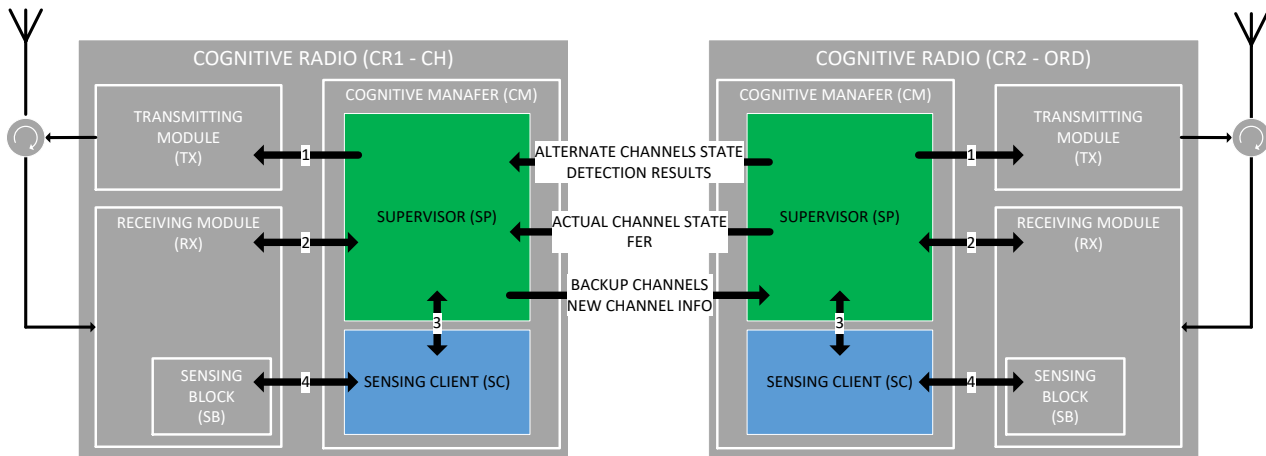 COGNITIVE RADIO (CR1 - CH)
COGNITIVE MANAFER (CM)
TRANSMITTING
MODULE
(TX)
1
RECEIVING MODULE
(RX)
2
SUPERVISOR (SP)
3
SENSING CLIENT (SC)
4
SENSING
BLOCK
(SB)
ALTERNATE CHANNELS STATE
DETECTION RESULTS
ACTUAL CHANNEL STATE
FER
BACKUP CHANNELS
NEW CHANNEL INFO
COGNITIVE RADIO (CR2 - ORD)
COGNITIVE MANAFER (CM)
SUPERVISOR (SP)
1
TRANSMITTING
MODULE
(TX)
2
RECEIVING MODULE
(RX)
3
SENSING CLIENT (SC)
4
SENSING
BLOCK
(SB)